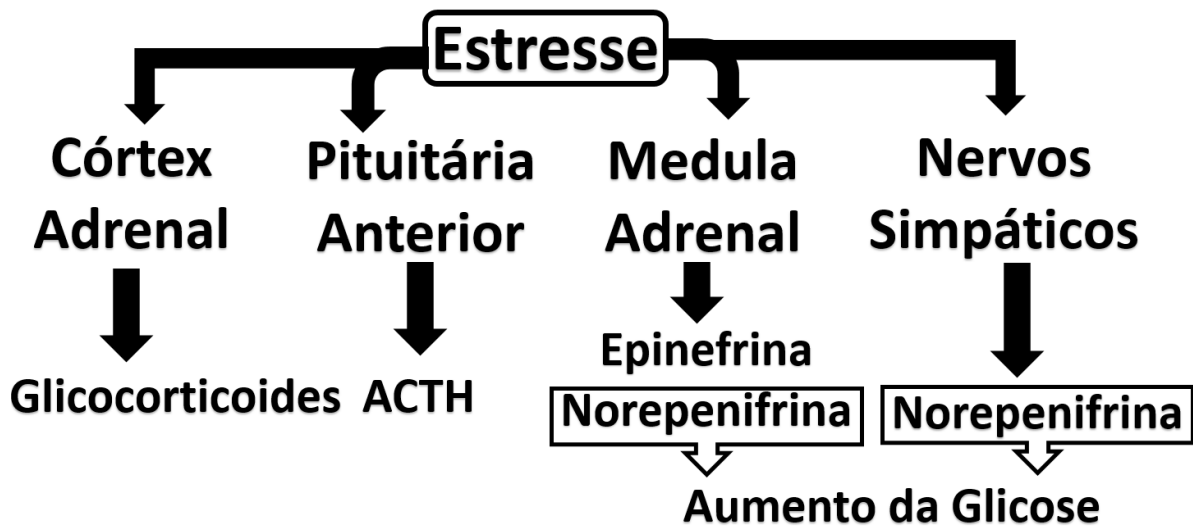 Estresse
Córtex
Adrenal
Pituitária
Anterior
Medula
Adrenal
Nervos
Simpáticos
Glicocorticoides
ACTH
Epinefrina
Norepenifrina
Norepenifrina
Aumento da Glicose